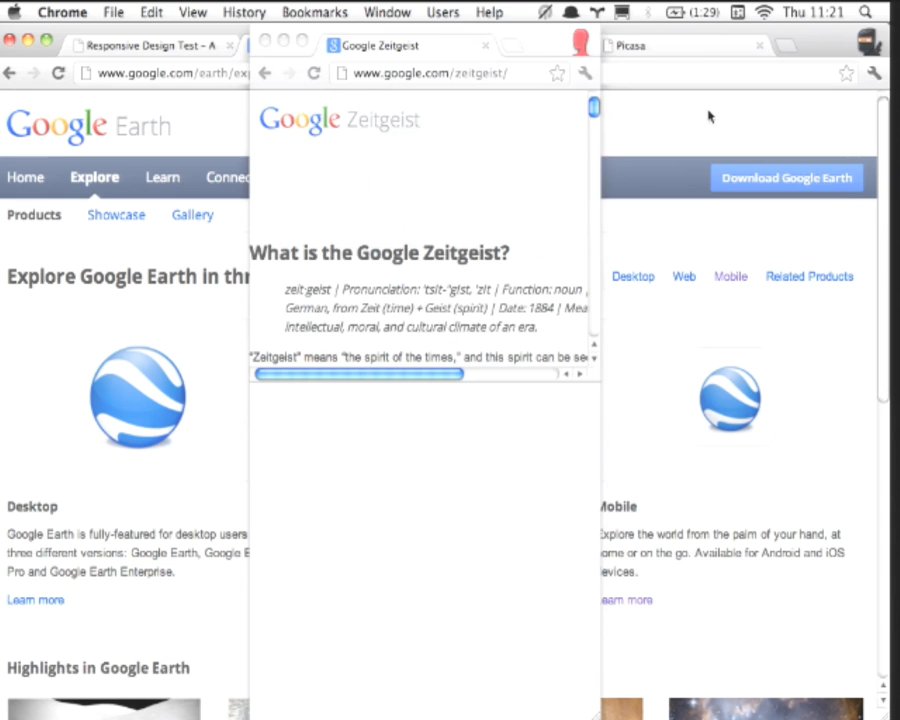 Chrome File Edit View History Bookmarks Window Users Help (1:29) Thu 11:21
Responsive Design Test – A
Google Zeitgeist
Picasa
www.google.com/earth/exp
www.google.com/zeitgeist/
Google Earth
Google Zeitgeist
Home Explore Learn Connec
Download Google Earth
Products Showcase Gallery
What is the Google Zeitgeist?
Explore Google Earth in thr
Desktop Web Mobile Related Products
zeit·geist | Pronunciation: 'tsIt-"gIst, 'zIt | Function: noun |
German, from Zeit (time) + Geist (spirit) | Date: 1884 | Mea
intellectual, moral, and cultural climate of an era.
"Zeitgeist" means "the spirit of the times," and this spirit can be see
Desktop
Google Earth is fully-featured for desktop users
three different versions: Google Earth, Google E
Pro and Google Earth Enterprise.
Learn more
Mobile
Explore the world from the palm of your hand, at
ome or on the go. Available for Android and iOS
evices.
earn more
Highlights in Google Earth